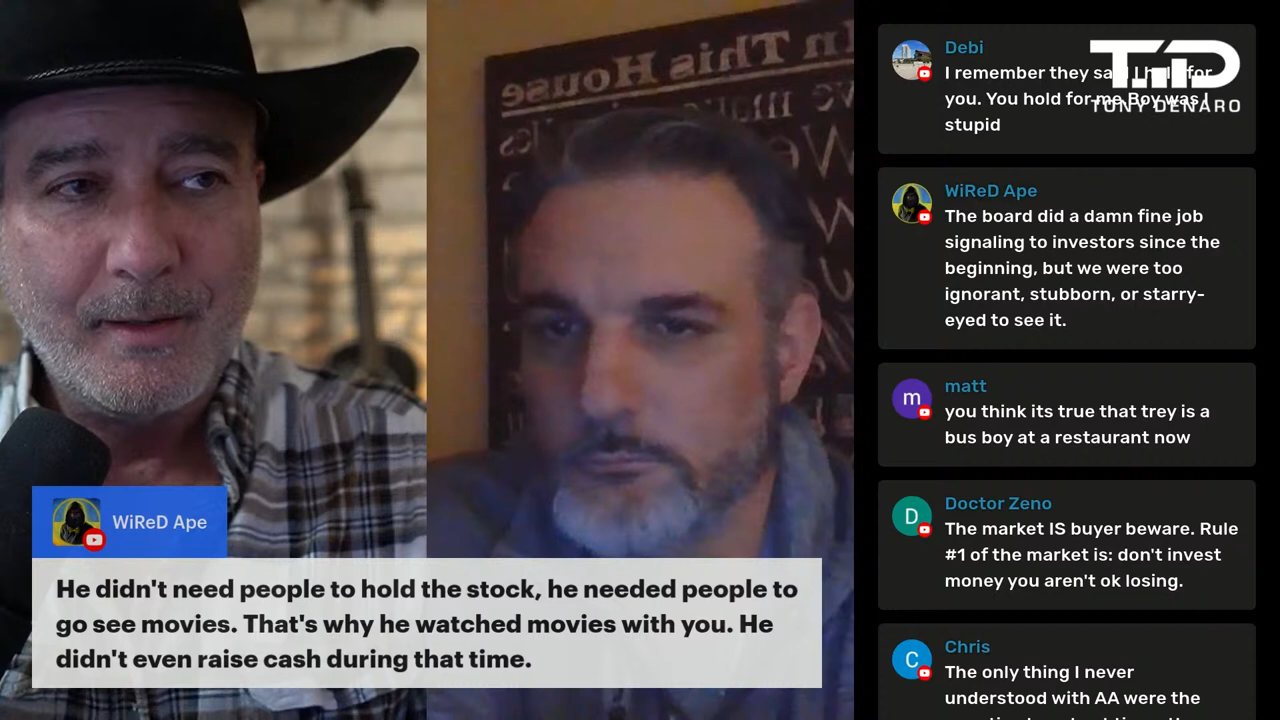 In This House
We
WiReD Ape
He didn't need people to hold the stock, he needed people to
go see movies. That's why he watched movies with you. He
didn't even raise cash during that time.
TD
TONY DENARO
Debi
I remember they said I hold for
you. You hold for me Boy was I
stupid
WiReD Ape
The board did a damn fine job
signaling to investors since the
beginning, but we were too
ignorant, stubborn, or starry-
eyed to see it.
m
matt
you think its true that trey is a
bus boy at a restaurant now
D
Doctor Zeno
The market IS buyer beware. Rule
#1 of the market is: don't invest
money you aren't ok losing.
C
Chris
The only thing I never
understood with AA were the